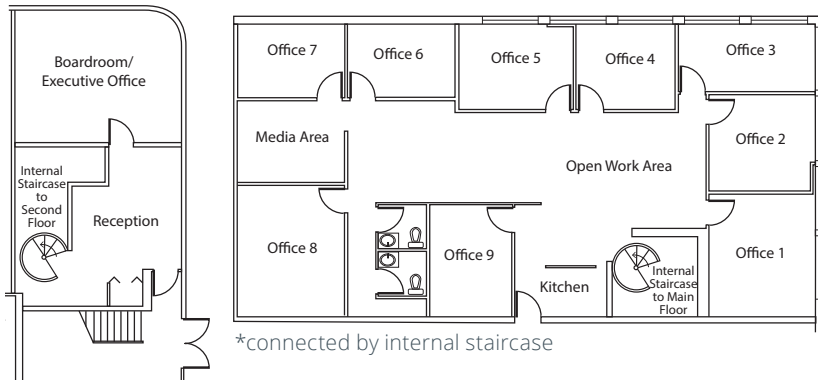 Boardroom/
Executive Office
Internal
Staircase
to
Second
Floor
Reception
Office 7
Office 6
Office 5
Office 4
Office 3
Media Area
Office 2
Open Work Area
Office 8
Office 9
Office 1
Kitchen
Internal
Staircase
to Main
Floor
*connected by internal staircase